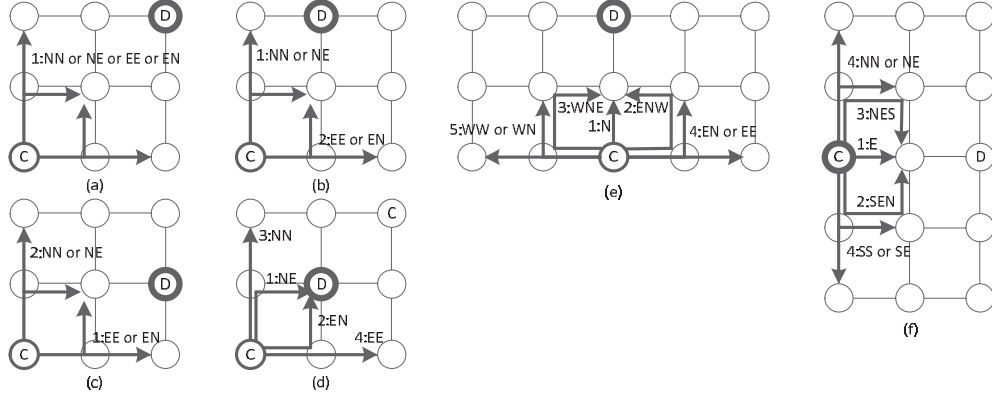 D
1:NN or NE or EE or EN
C
(a)
D
1:NN or NE
2:EE or EN
C
(b)
2:NN or NE
D
1:EE or EN
C
(c)
C
3:NN
1:NE
D
2:EN
4:EE
C
(d)
D
3:WNE
2:ENW
1:N
5:WW or WN
4:EN or EE
C
(e)
4:NN or NE
3:NES
1:E
C
D
2:SEN
4:SS or SE
(f)